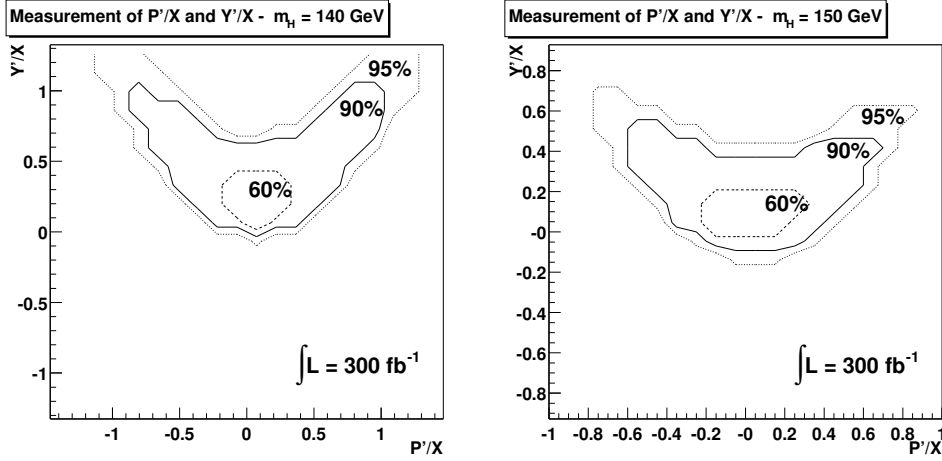 Measurement of P'/X and Y'/X - m_H = 140 GeV
Y'/X
1
0.5
0
-0.5
-1
95%
90%
60%
∫L = 300 fb^-1
-1 -0.5 0 0.5 1
P'/X
Measurement of P'/X and Y'/X - m_H = 150 GeV
Y'/X
0.8
0.6
0.4
0.2
-0
-0.2
-0.4
-0.6
-0.8
95%
90%
60%
∫L = 300 fb^-1
-1 -0.8 -0.6 -0.4 -0.2 -0 0.2 0.4 0.6 0.8 1
P'/X